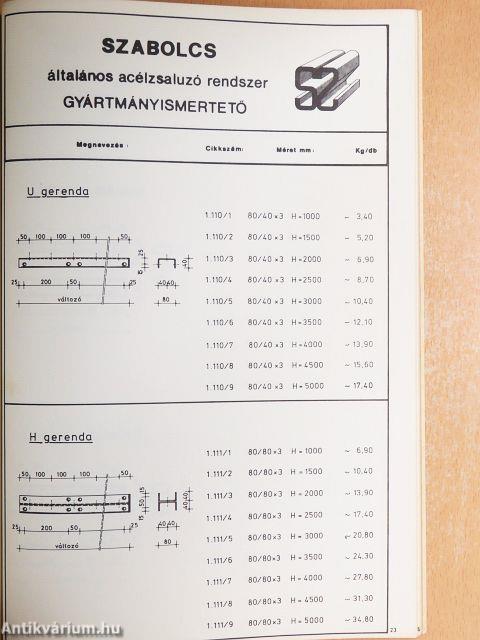 SZABOLCS
általános acélzsaluzó rendszer
GYÁRTMÁNYISMERTETŐ
SZ
Megnevezés: Cikkszám: Méret mm: Kg/db
U gerenda
50 100 100 50
25 15
25 200 50 25
változó
40 40
80
1.110/1 80/40×3 H=1000 ~ 3,40
1.110/2 80/40×3 H=1500 ~ 5,20
1.110/3 80/40×3 H=2000 ~ 6,90
1.110/4 80/40×3 H=2500 ~ 8,70
1.110/5 80/40×3 H=3000 ~ 10,40
1.110/6 80/40×3 H=3500 ~ 12,10
1.110/7 80/40×3 H=4000 ~ 13,90
1.110/8 80/40×3 H=4500 ~ 15,60
1.110/9 80/40×3 H=5000 ~ 17,40
H gerenda
50 100 100 50
15 50 15
25 200 50 25
változó
40 40
40 40
80
1.111/1 80/80×3 H=1000 ~ 6,90
1.111/2 80/80×3 H=1500 ~ 10,40
1.111/3 80/80×3 H=2000 ~ 13,90
1.111/4 80/80×3 H=2500 ~ 17,40
1.111/5 80/80×3 H=3000 ~ 20,80
1.111/6 80/80×3 H=3500 ~ 24,30
1.111/7 80/80×3 H=4000 ~ 27,80
1.111/8 80/80×3 H=4500 ~ 31,30
1.111/9 80/80×3 H=5000 ~ 34,80
23
Antikvárium.hu